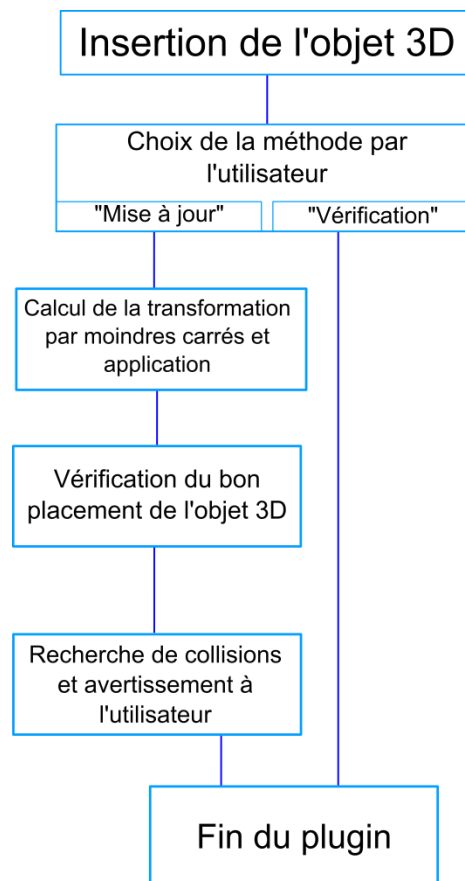 Insertion de l'objet 3D
Choix de la méthode par
l'utilisateur
"Mise à jour"
"Vérification"
Calcul de la transformation
par moindres carrés et
application
Vérification du bon
placement de l'objet 3D
Recherche de collisions
et avertissement à
l'utilisateur
Fin du plugin